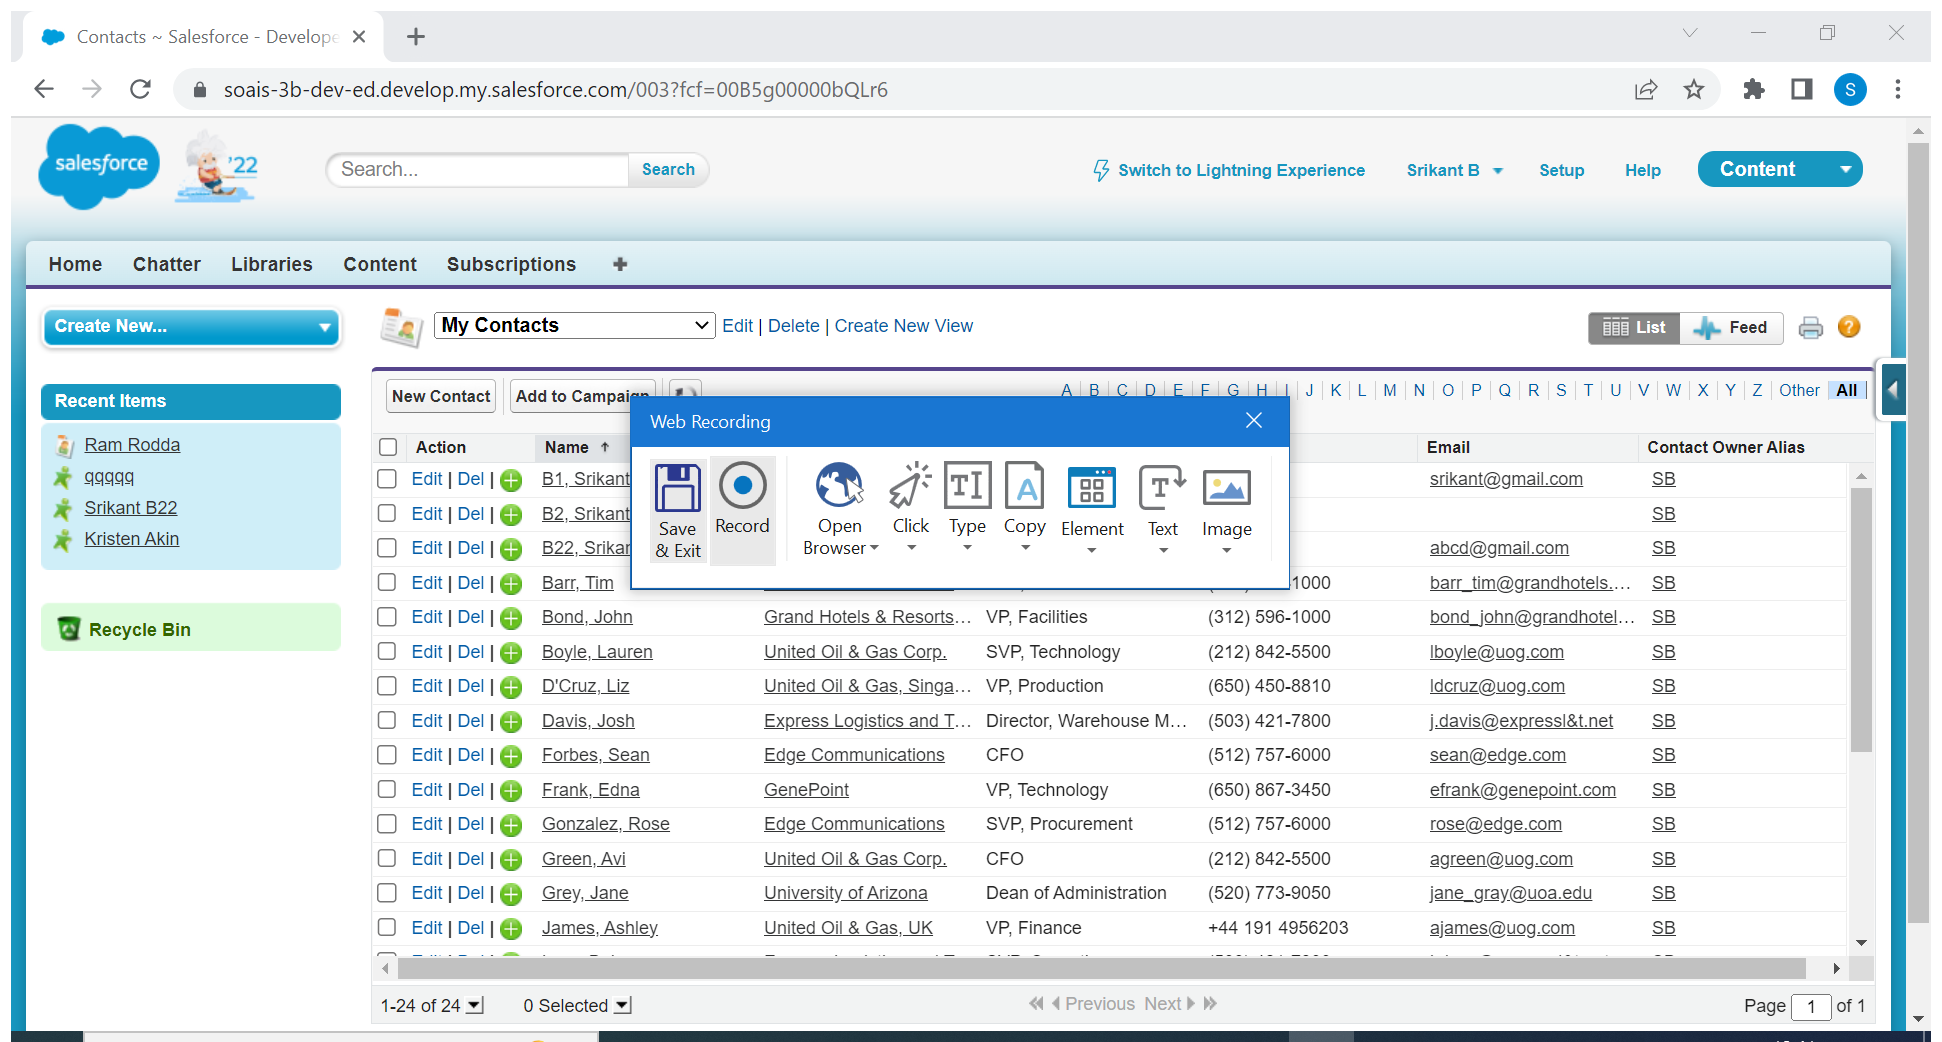 Contacts ~ Salesforce - Develope
soais-3b-dev-ed.develop.my.salesforce.com/003?fcf=00B5g00000bQLr6
S
salesforce
'22
Search...
Search
Switch to Lightning Experience
Srikant B
Setup
Help
Content
Home
Chatter
Libraries
Content
Subscriptions
Create New...
My Contacts
Edit | Delete | Create New View
List
Feed
Recent Items
Ram Rodda
qqqqq
Srikant B22
Kristen Akin
Recycle Bin
New Contact
Add to Campaign
A | B | C | D | E | F | G | H | I | J | K | L | M | N | O | P | Q | R | S | T | U | V | W | X | Y | Z | Other | All
Web Recording
Save & Exit
Record
Open Browser
Click
Type
Copy
Element
Text
Image
Action Name Email Contact Owner Alias
Edit | Del | B1, Srikant srikant@gmail.com SB
Edit | Del | B2, Srikant SB
Edit | Del | B22, Srikan abcd@gmail.com SB
Edit | Del | Barr, Tim 1000 barr_tim@grandhotels.... SB
Edit | Del | Bond, John Grand Hotels & Resorts... VP, Facilities (312) 596-1000 bond_john@grandhotel... SB
Edit | Del | Boyle, Lauren United Oil & Gas Corp. SVP, Technology (212) 842-5500 lboyle@uog.com SB
Edit | Del | D'Cruz, Liz United Oil & Gas, Singa... VP, Production (650) 450-8810 ldcruz@uog.com SB
Edit | Del | Davis, Josh Express Logistics and T... Director, Warehouse M... (503) 421-7800 j.davis@expressl&t.net SB
Edit | Del | Forbes, Sean Edge Communications CFO (512) 757-6000 sean@edge.com SB
Edit | Del | Frank, Edna GenePoint VP, Technology (650) 867-3450 efrank@genepoint.com SB
Edit | Del | Gonzalez, Rose Edge Communications SVP, Procurement (512) 757-6000 rose@edge.com SB
Edit | Del | Green, Avi United Oil & Gas Corp. CFO (212) 842-5500 agreen@uog.com SB
Edit | Del | Grey, Jane University of Arizona Dean of Administration (520) 773-9050 jane_gray@uoa.edu SB
Edit | Del | James, Ashley United Oil & Gas, UK VP, Finance +44 191 4956203 ajames@uog.com SB
1-24 of 24
0 Selected
Previous Next
Page 1 of 1